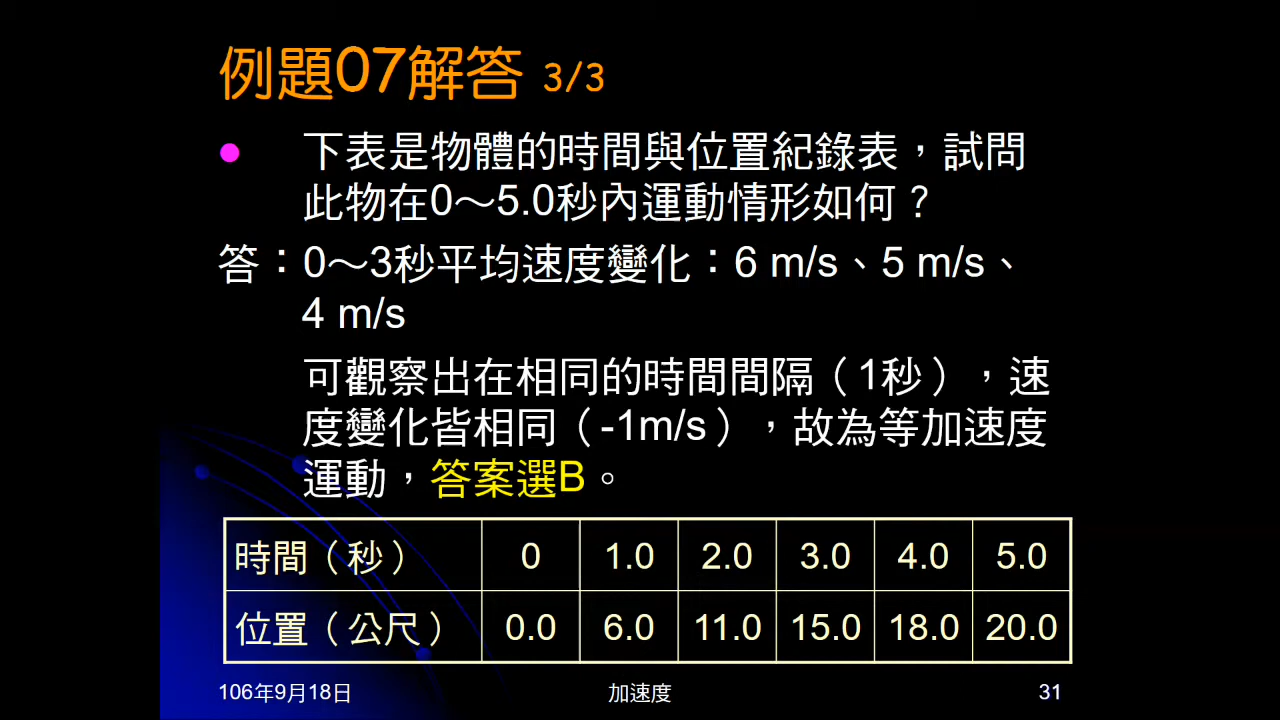 例題07解答 3/3
下表是物體的時間與位置紀錄表，試問
此物在0～5.0秒內運動情形如何？
答：0～3秒平均速度變化：6 m/s、5 m/s、
4 m/s
可觀察出在相同的時間間隔（1秒），速
度變化皆相同（-1m/s），故為等加速度
運動，答案選B。
時間（秒） 0 1.0 2.0 3.0 4.0 5.0
位置（公尺） 0.0 6.0 11.0 15.0 18.0 20.0
106年9月18日 加速度 31